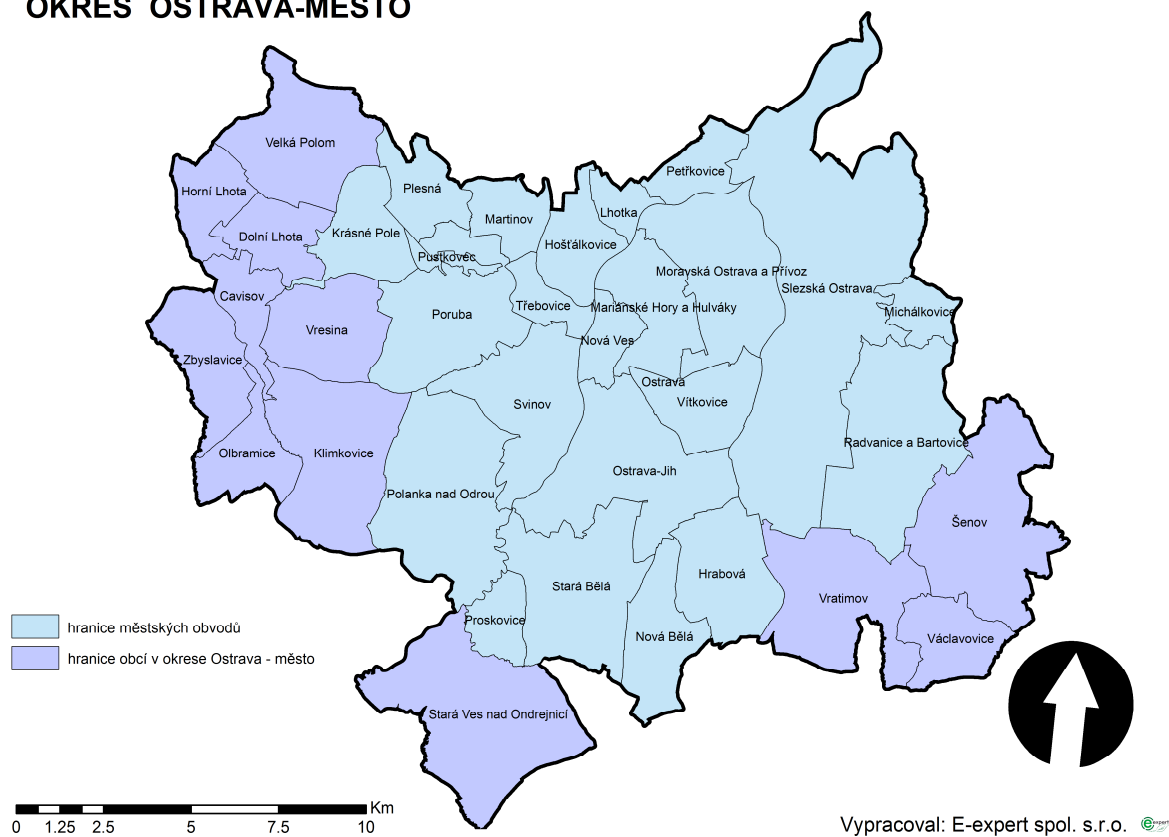 OKRES OSTRAVA-MĚSTO
Velká Polom
Petřkovice
Horní Lhota
Plesná
Martinov
Lhotka
Dolní Lhota
Krásné Pole
Hošťálkovice
Pustkovec
Moravská Ostrava a Přívoz
Slezská Ostrava
Cavisov
Třebovice
Mariánské Hory a Hulváky
Michálkovice
Poruba
Vresina
Nová Ves
Zbyslavice
Ostrava
Vítkovice
Svinov
Radvanice a Bartovice
Olbramice
Klimkovice
Ostrava-Jih
Polanka nad Odrou
Šenov
Hrabová
Stará Bělá
Vratimov
Proskovice
Nová Bělá
Václavovice
hranice městských obvodů
hranice obcí v okrese Ostrava - město
Stará Ves nad Ondrejnicí
Km
0 1.25 2.5 5 7.5 10
Vypracoval: E-expert spol. s.r.o.
e expert